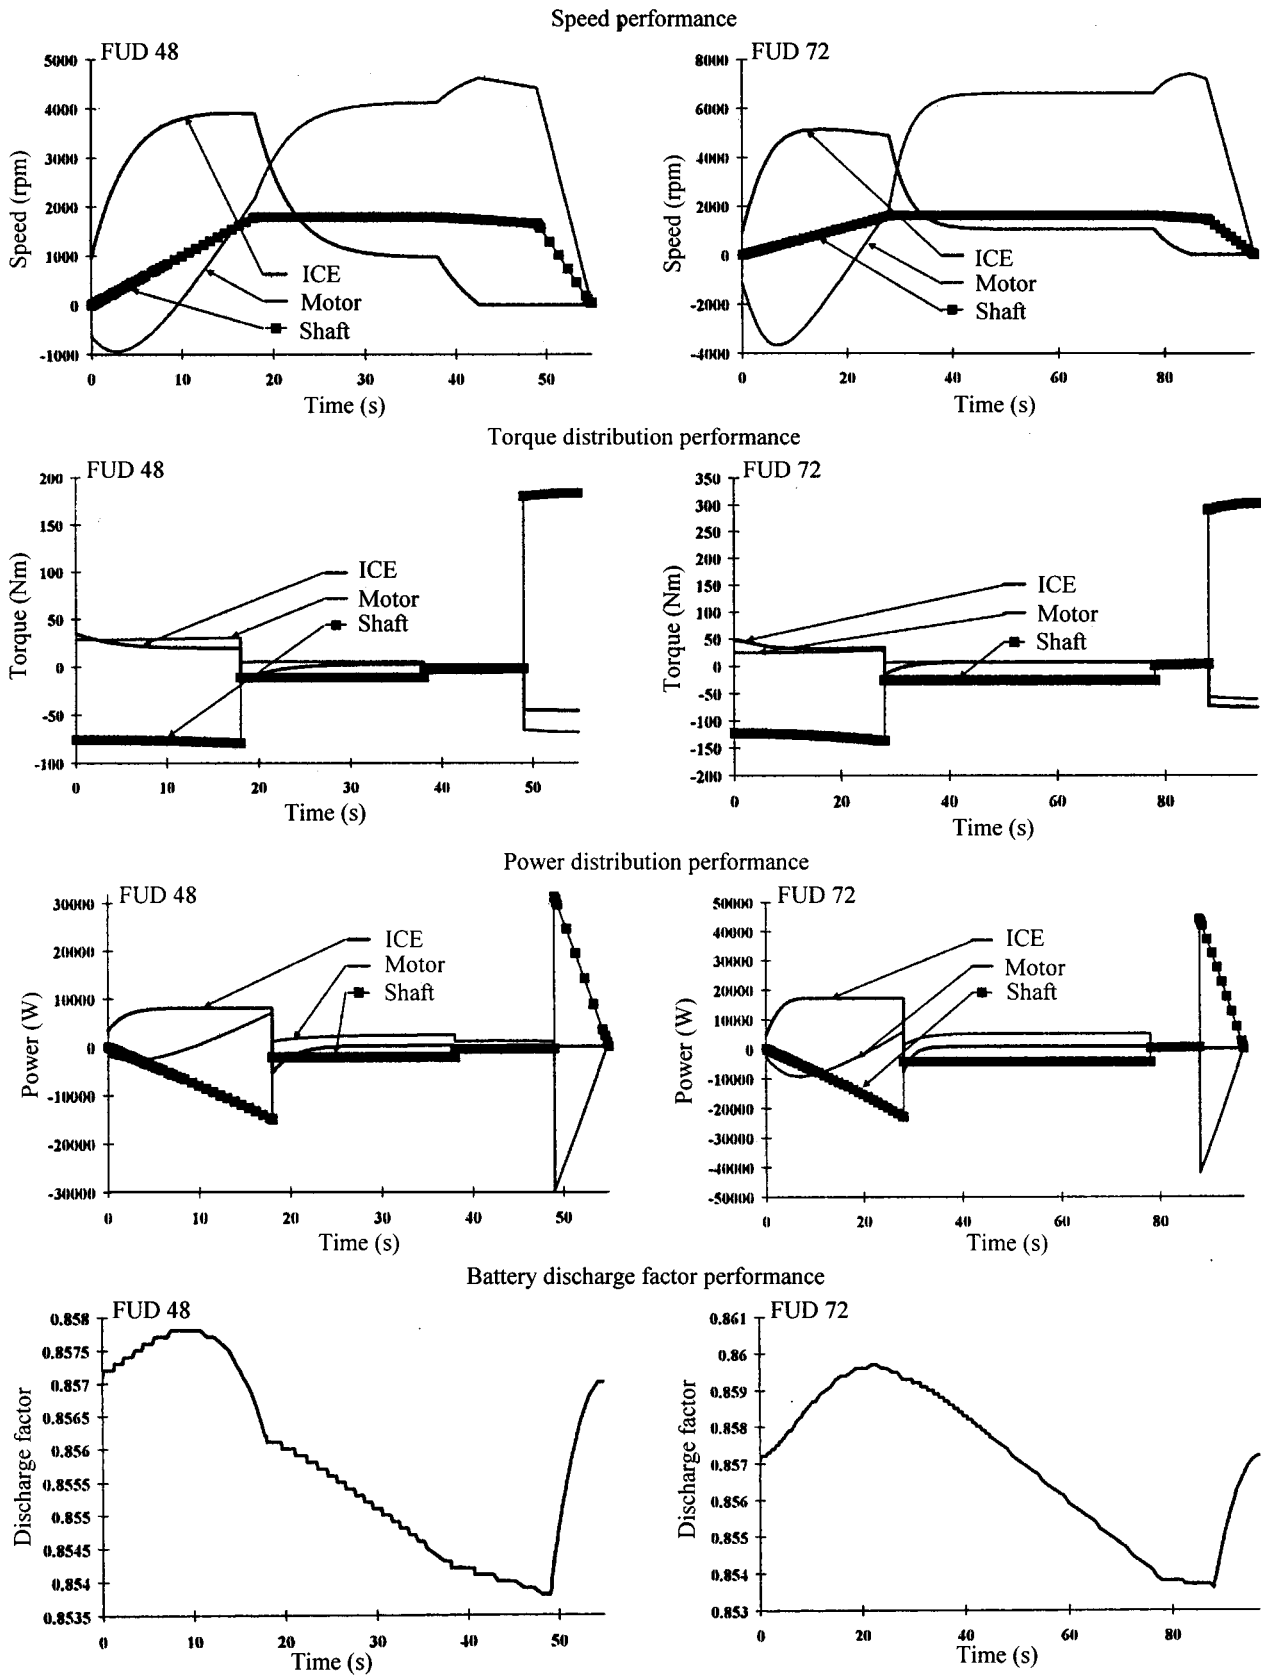 Speed performance
FUD 48
5000
4000
3000
2000
1000
0
-1000
Speed (rpm)
ICE
Motor
Shaft
0 10 20 30 40 50
Time (s)
FUD 72
8000
6000
4000
2000
0
-2000
-4000
Speed (rpm)
ICE
Motor
Shaft
0 20 40 60 80
Time (s)
Torque distribution performance
FUD 48
200
150
100
50
0
-50
-100
Torque (Nm)
ICE
Motor
Shaft
0 10 20 30 40 50
Time (s)
FUD 72
350
300
250
200
150
100
50
0
-50
-100
-150
-200
Torque (Nm)
ICE
Motor
Shaft
0 20 40 60 80
Time (s)
Power distribution performance
FUD 48
30000
20000
10000
0
-10000
-20000
-30000
Power (W)
ICE
Motor
Shaft
0 10 20 30 40 50
Time (s)
FUD 72
50000
40000
30000
20000
10000
0
-10000
-20000
-30000
-40000
-50000
Power (W)
ICE
Motor
Shaft
0 20 40 60 80
Time (s)
Battery discharge factor performance
FUD 48
0.858
0.8575
0.857
0.8565
0.856
0.8555
0.855
0.8545
0.854
0.8535
Discharge factor
0 10 20 30 40 50
Time (s)
FUD 72
0.861
0.86
0.859
0.858
0.857
0.856
0.855
0.854
0.853
Discharge factor
0 20 40 60 80
Time (s)